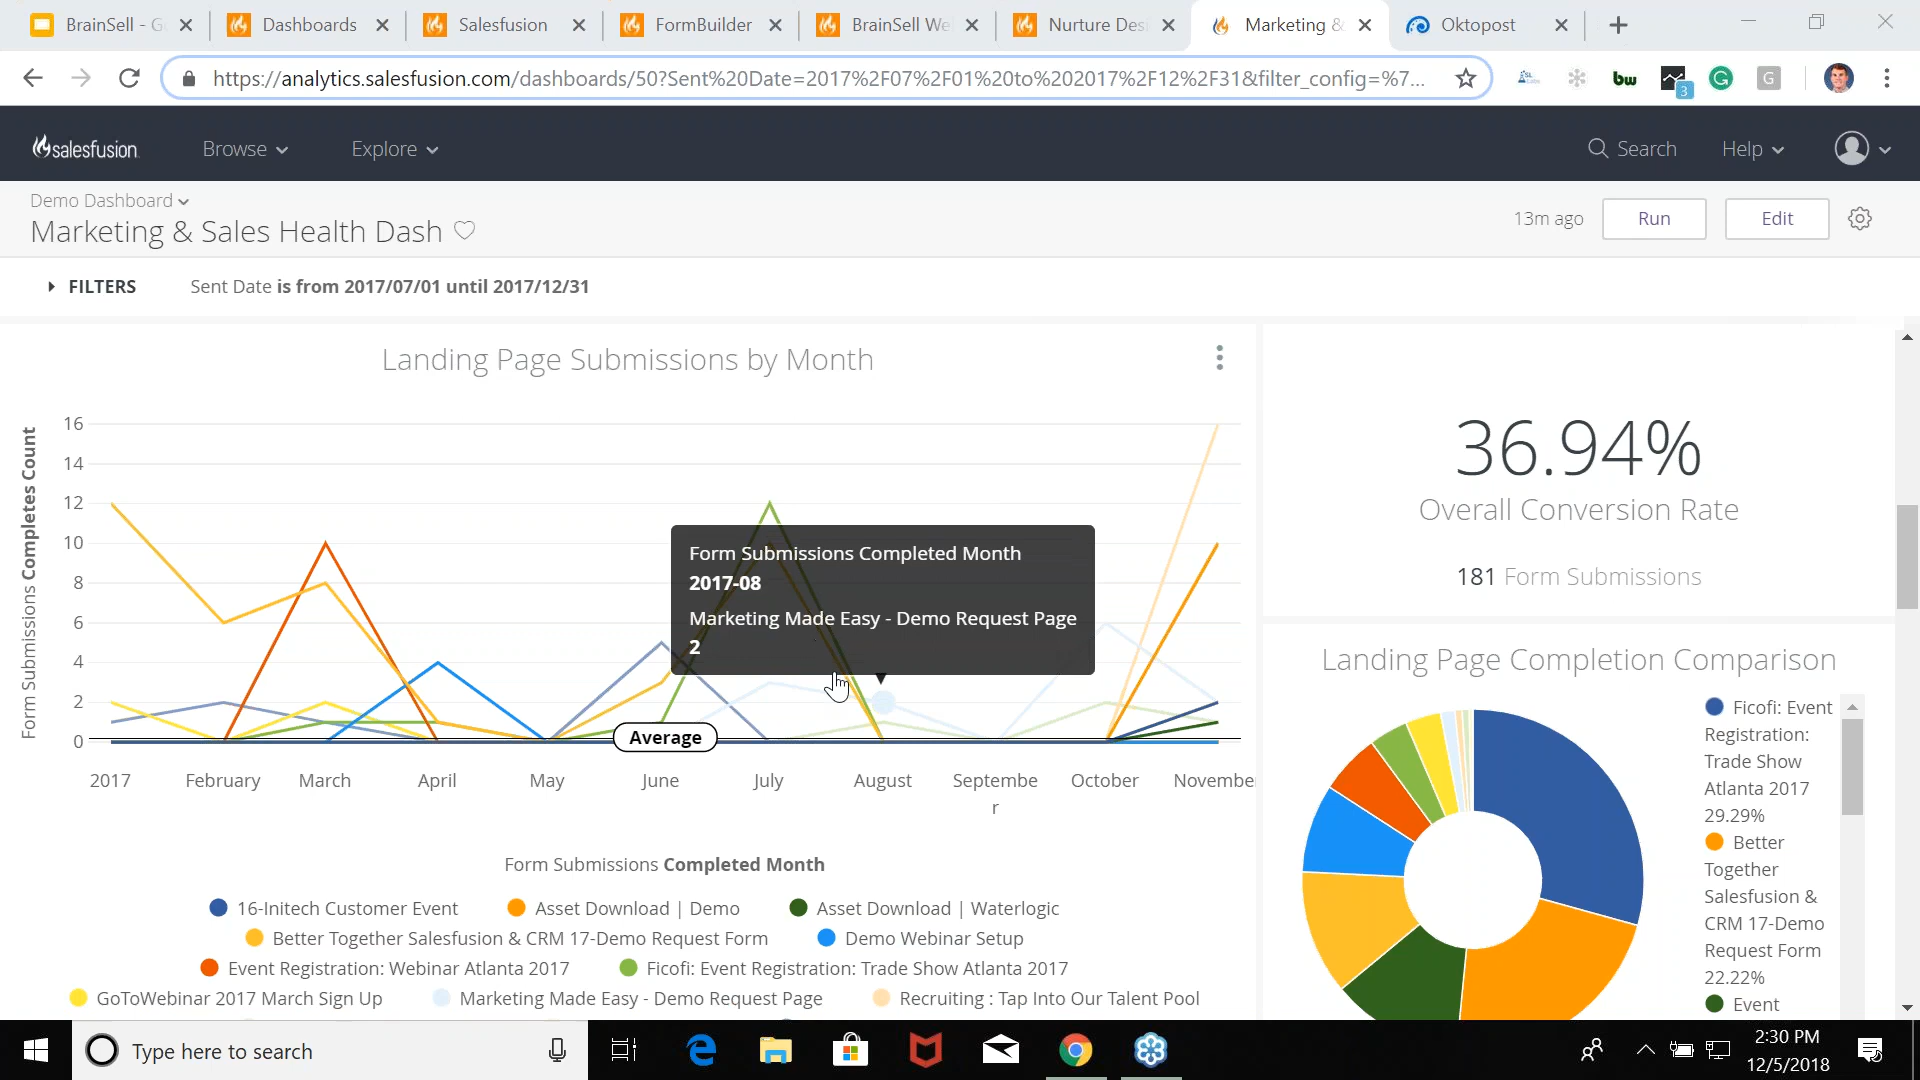 BrainSell - G
Dashboards
Salesfusion
FormBuilder
BrainSell We
Nurture Des
Marketing &
Oktopost
https://analytics.salesfusion.com/dashboards/50?Sent%20Date=2017%2F07%2F01%20to%202017%2F12%2F31&filter_config=%7...
bw
3
G
G
salesfusion
Browse
Explore
Search
Help
Demo Dashboard
Marketing & Sales Health Dash
13m ago
Run
Edit
FILTERS
Sent Date is from 2017/07/01 until 2017/12/31
Landing Page Submissions by Month
Form Submissions Completes Count
16
14
12
10
8
6
4
2
0
Form Submissions Completed Month
2017-08
Marketing Made Easy - Demo Request Page
2
Average
2017
February
March
April
May
June
July
August
Septembe
r
October
November
Form Submissions Completed Month
16-Initech Customer Event
Asset Download | Demo
Asset Download | Waterlogic
Better Together Salesfusion & CRM 17-Demo Request Form
Demo Webinar Setup
Event Registration: Webinar Atlanta 2017
Ficofi: Event Registration: Trade Show Atlanta 2017
GoToWebinar 2017 March Sign Up
Marketing Made Easy - Demo Request Page
Recruiting : Tap Into Our Talent Pool
36.94%
Overall Conversion Rate
181 Form Submissions
Landing Page Completion Comparison
Ficofi: Event
Registration:
Trade Show
Atlanta 2017
29.29%
Better
Together
Salesfusion &
CRM 17-Demo
Request Form
22.22%
Event
Type here to search
2:30 PM
12/5/2018